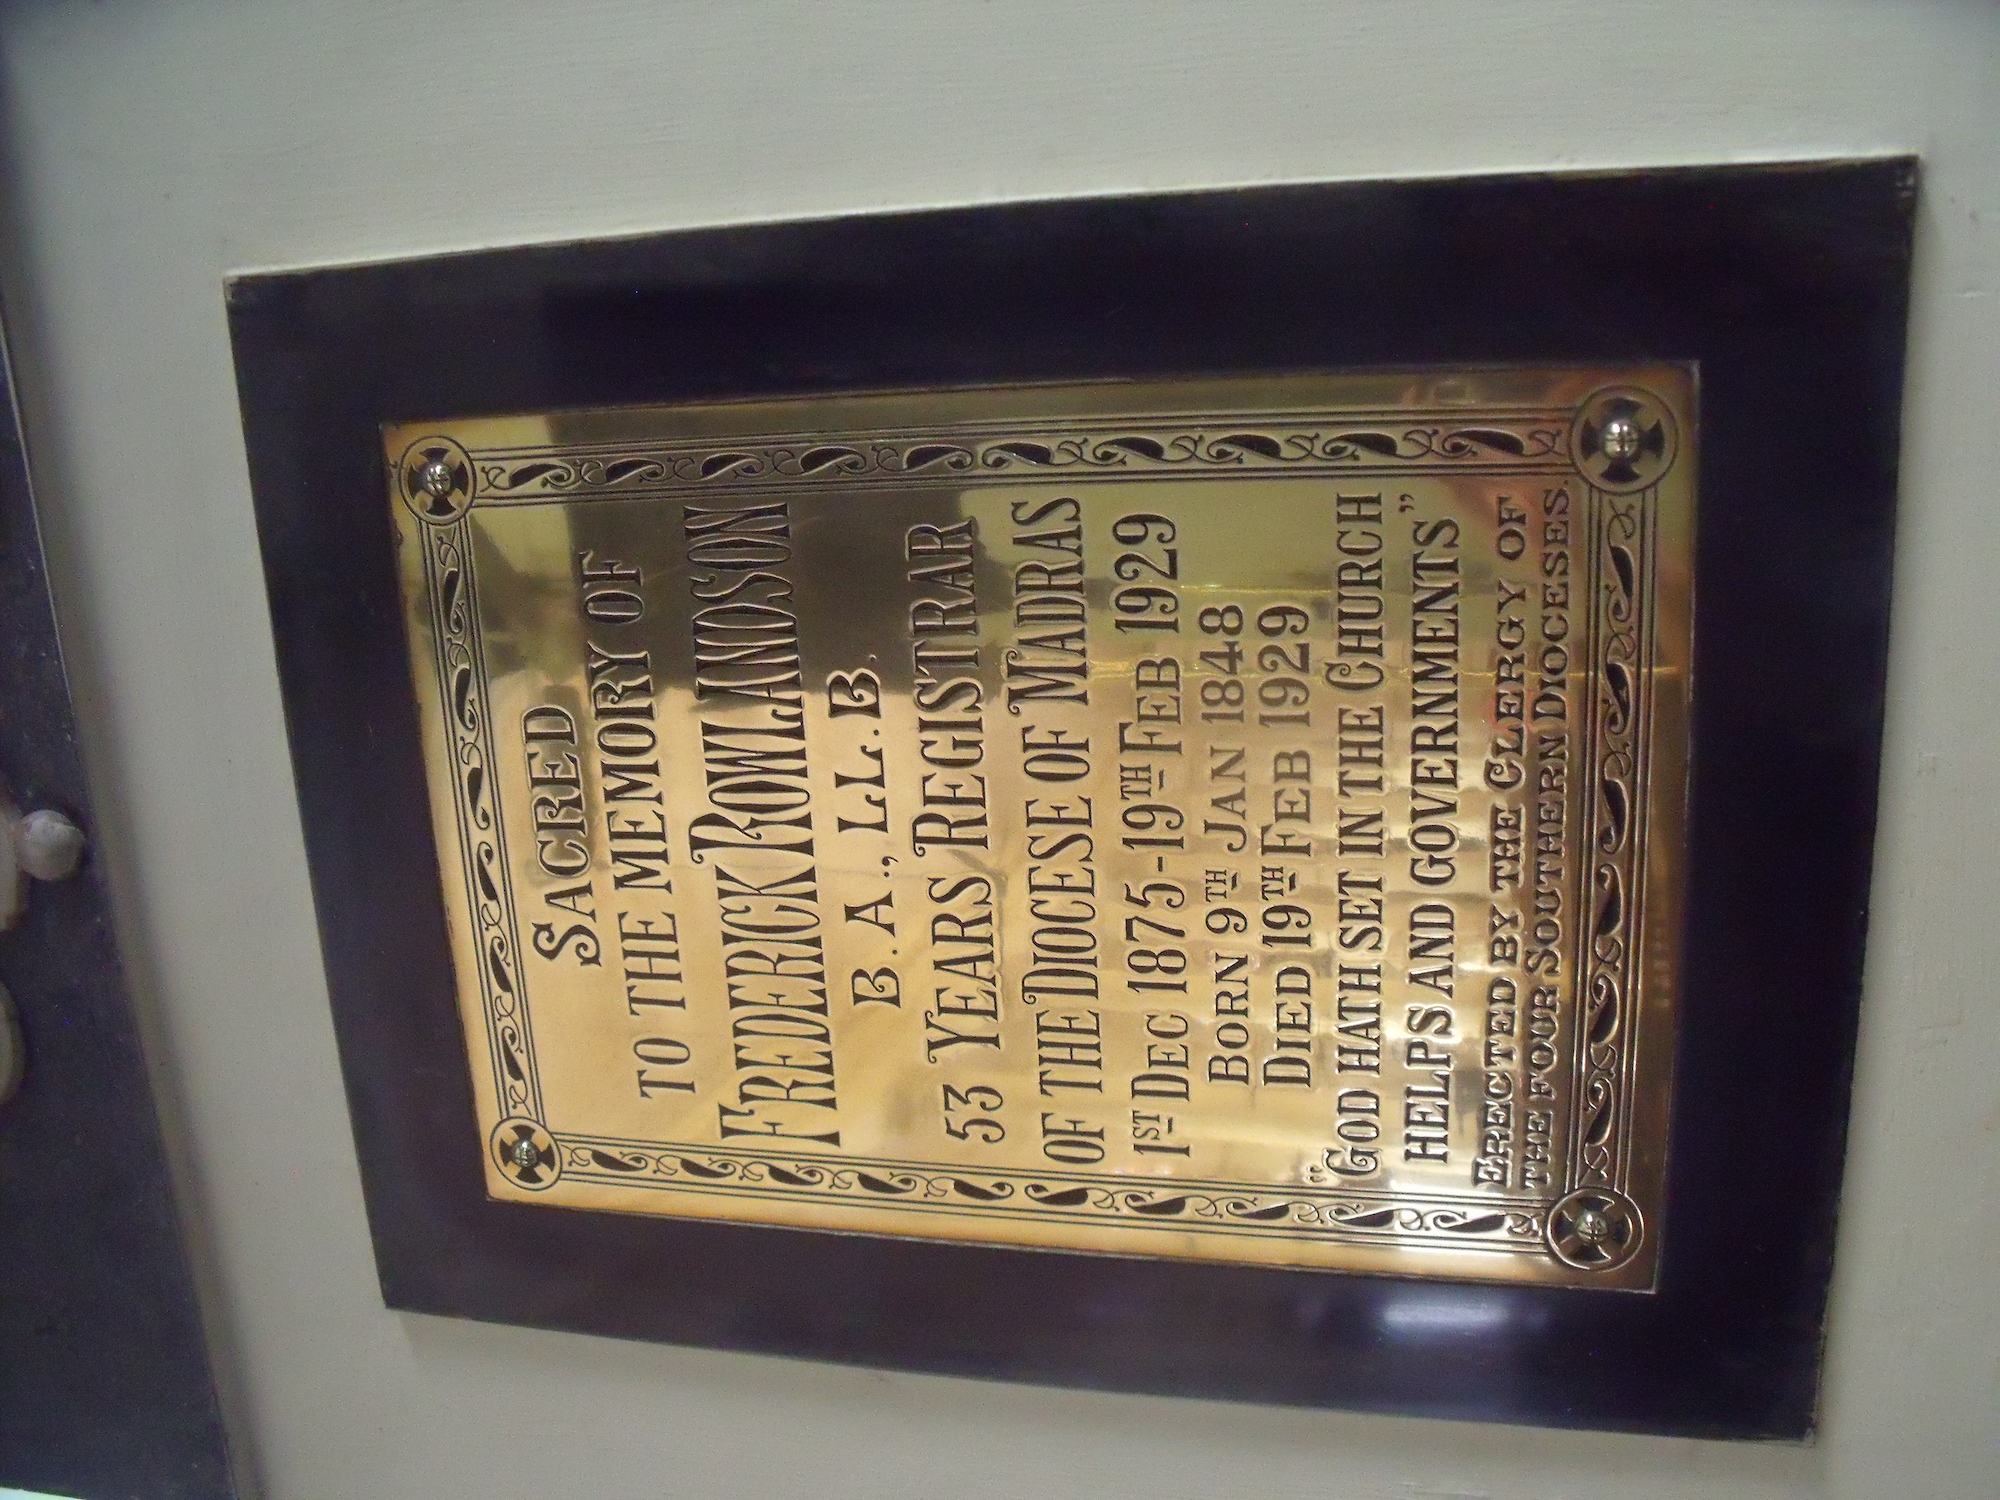 SACRED
TO THE MEMORY OF
FREDERICK ROWLANDSON
B.A., LL.B.
53 YEARS REGISTRAR
OF THE DIOCESE OF MADRAS
1ST DEC 1875-19TH FEB 1929
BORN 9TH JAN 1848
DIED 19TH FEB 1929
"GOD HATH SET IN THE CHURCH
HELPS AND GOVERNMENTS"
ERECTED BY THE CLERGY OF
THE FOUR SOUTHERN DIOCESES.